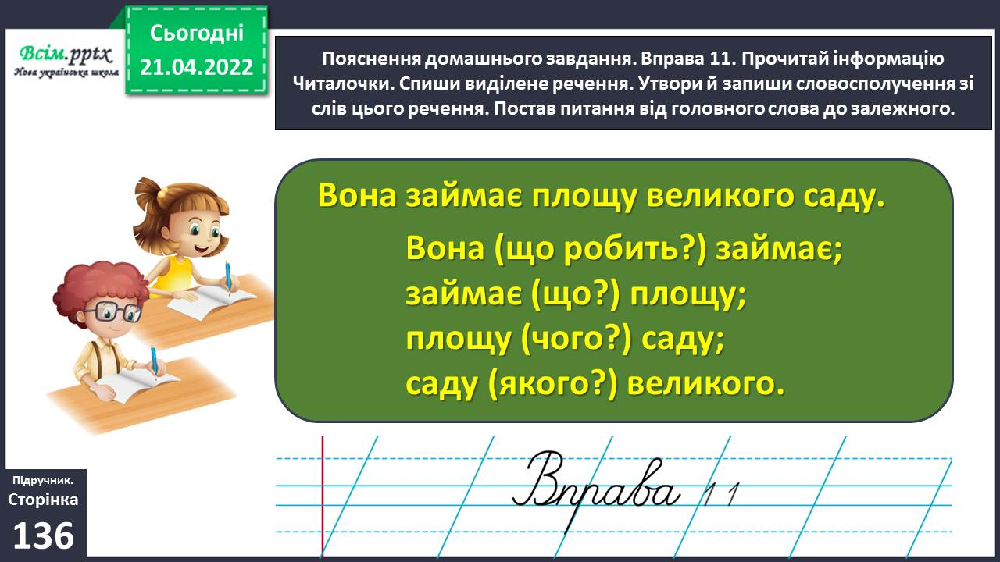 Всім.pptx
Нова українська школа
Сьогодні
21.04.2022
Пояснення домашнього завдання. Вправа 11. Прочитай інформацію
Читалочки. Спиши виділене речення. Утвори й запиши словосполучення зі
слів цього речення. Постав питання від головного слова до залежного.
Вона займає площу великого саду.
Вона (що робить?) займає;
займає (що?) площу;
площу (чого?) саду;
саду (якого?) великого.
Вправа 11
Підручник.
Сторінка
136